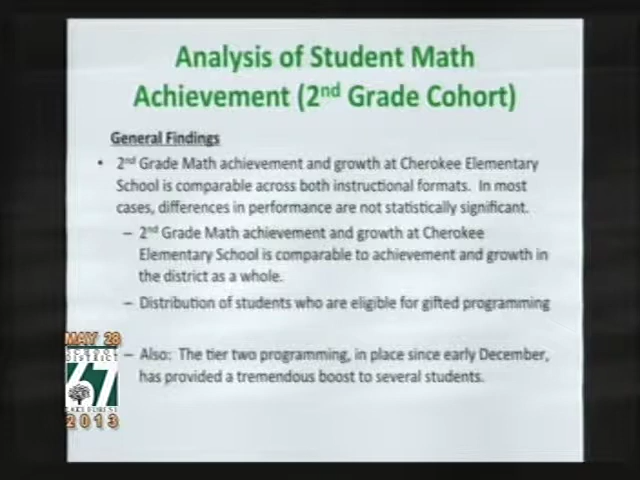 Analysis of Student Math
Achievement (2nd Grade Cohort)
General Findings
• 2nd Grade Math achievement and growth at Cherokee Elementary
School is comparable across both instructional formats. In most
cases, differences in performance are not statistically significant.
– 2nd Grade Math achievement and growth at Cherokee
Elementary School is comparable to achievement and growth in
the district as a whole.
– Distribution of students who are eligible for gifted programming
– Also: The tier two programming, in place since early December,
has provided a tremendous boost to several students.
MAY 28
SCHOOL
DISTRICT
67
LAKE FOREST
2013